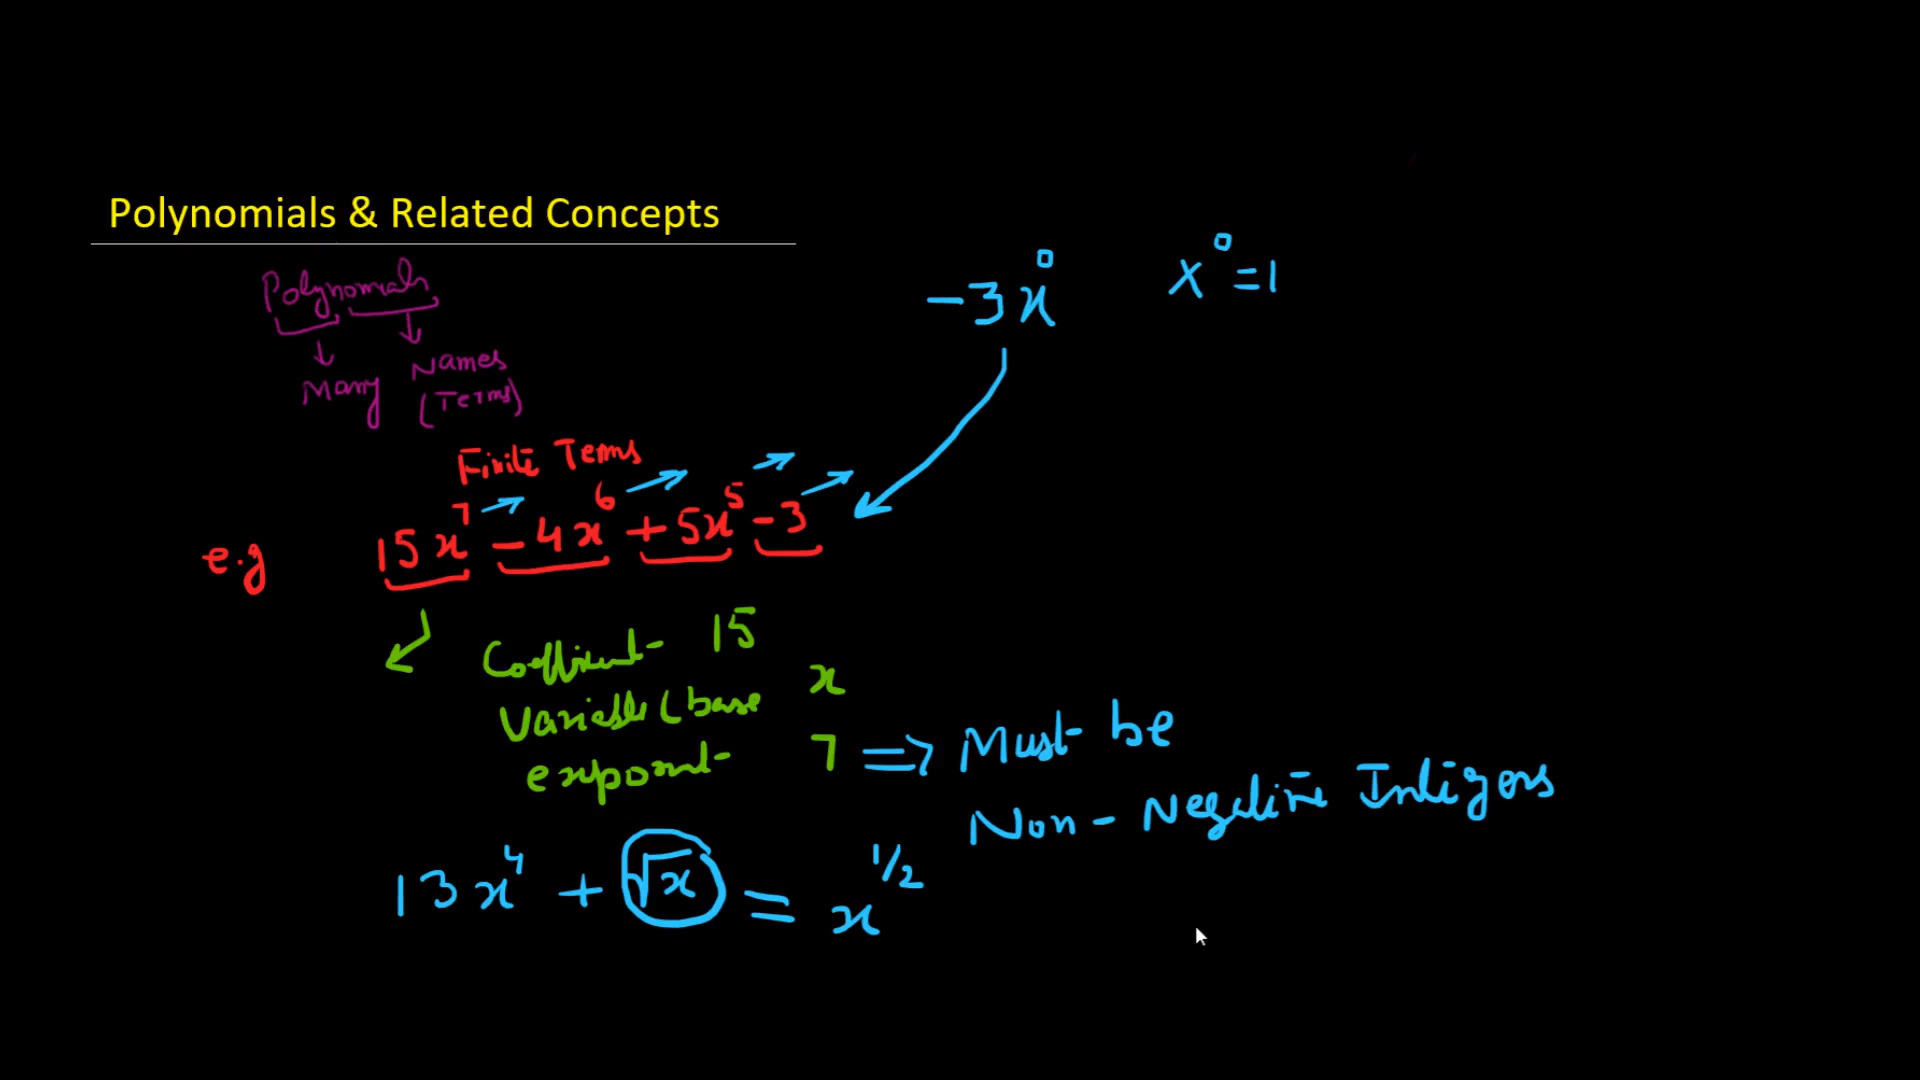 Polynomials & Related Concepts
Polynomials
Many Names
(Terms)
-3x⁰ x⁰=1
Finite Terms
e.g 15x⁷ -4x⁶ +5x⁵ -3
Coefficient- 15
Variable(base x
exponent- 7 => Must be
Non-Negative Intigers
13x⁴ + √x = x^1/2